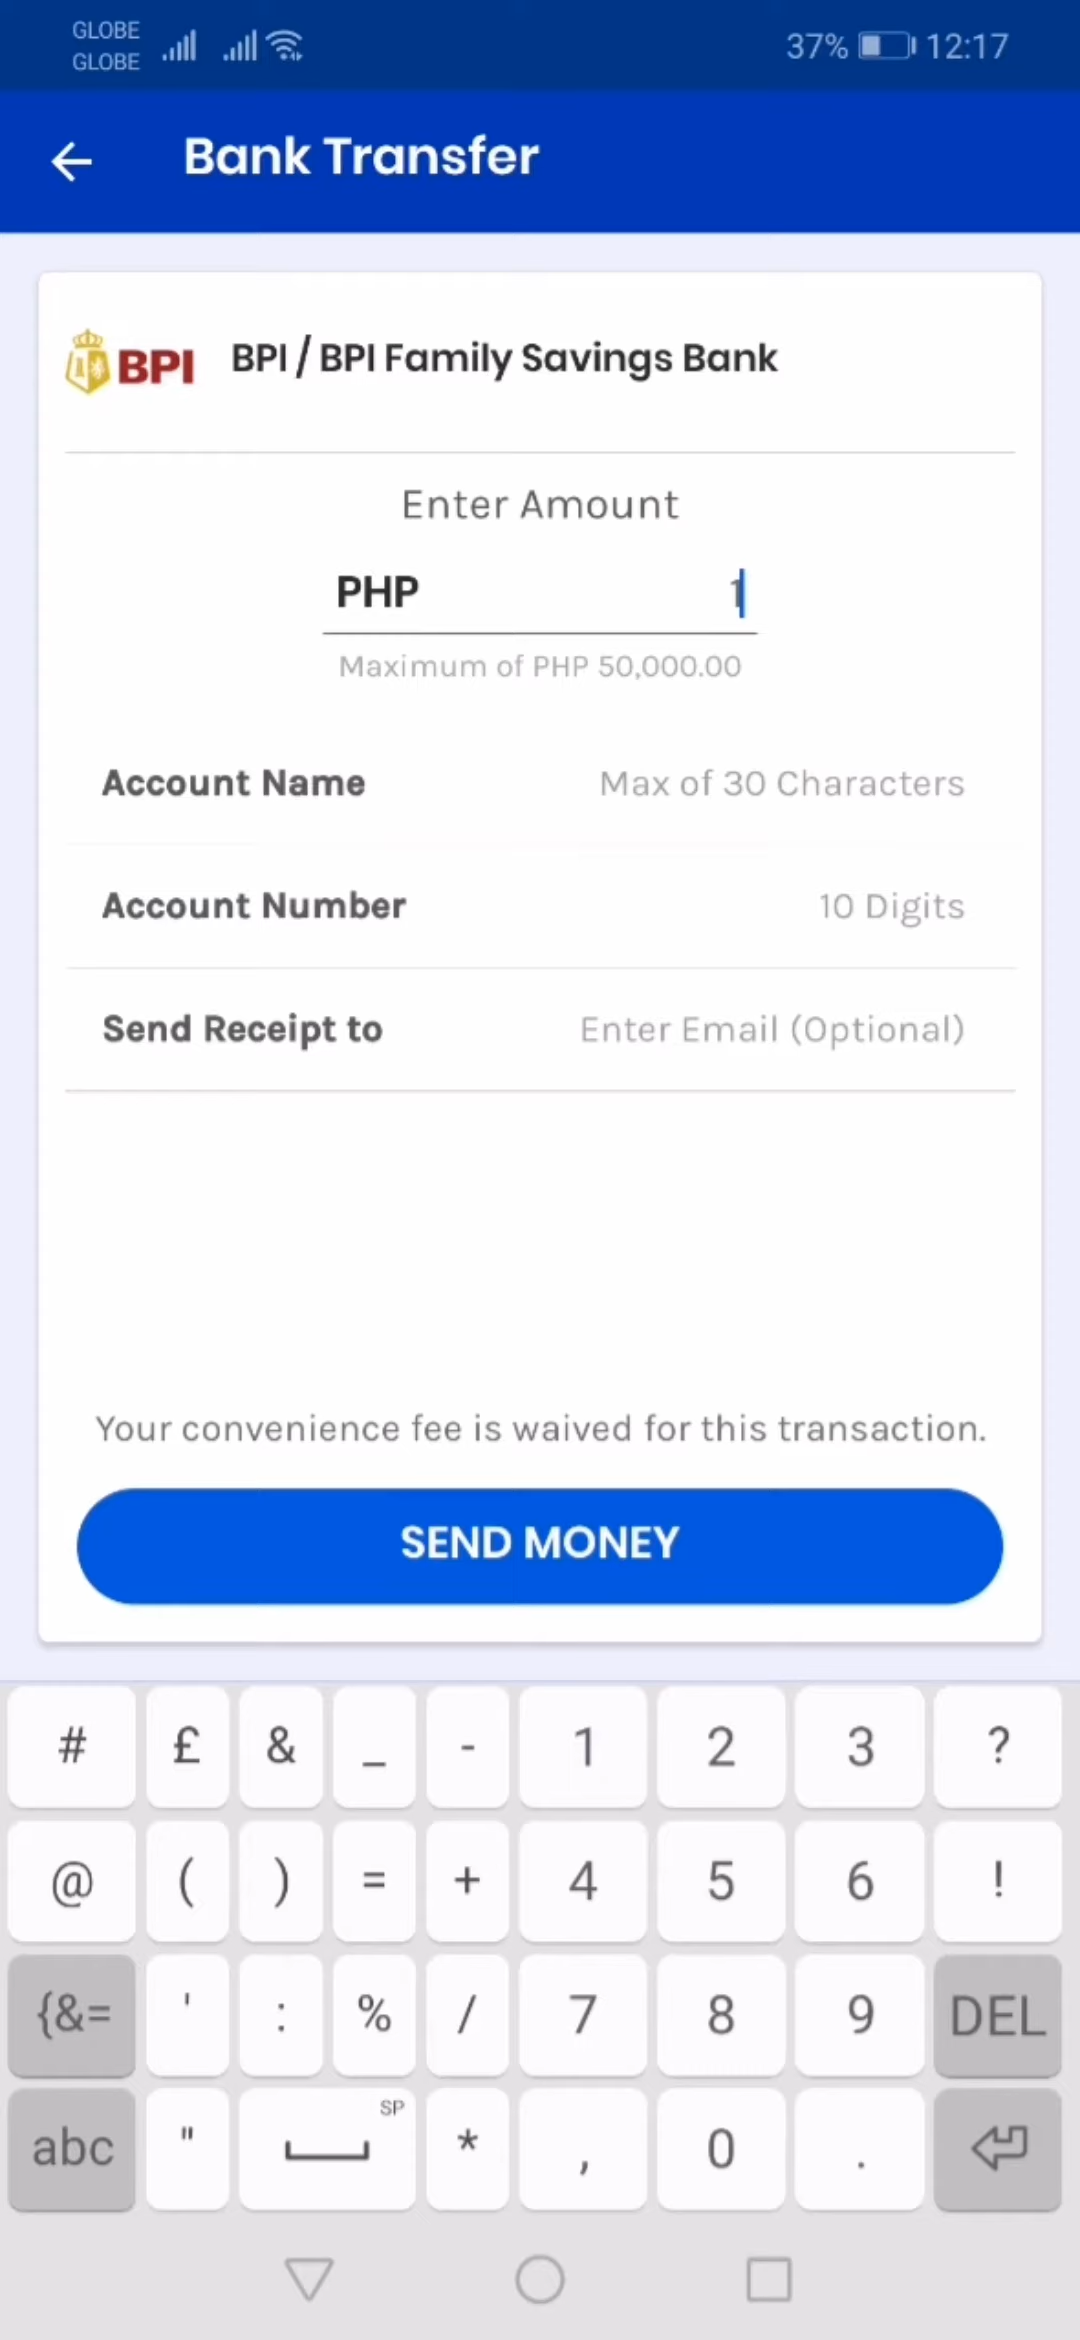 GLOBE
GLOBE
37% 12:17
Bank Transfer
BPI BPI / BPI Family Savings Bank
Enter Amount
PHP 1
Maximum of PHP 50,000.00
Account Name Max of 30 Characters
Account Number 10 Digits
Send Receipt to Enter Email (Optional)
Your convenience fee is waived for this transaction.
SEND MONEY
# £ & _ - 1 2 3 ?
@ ( ) = + 4 5 6 !
{&= ' : % / 7 8 9 DEL
abc " SP * , 0 .